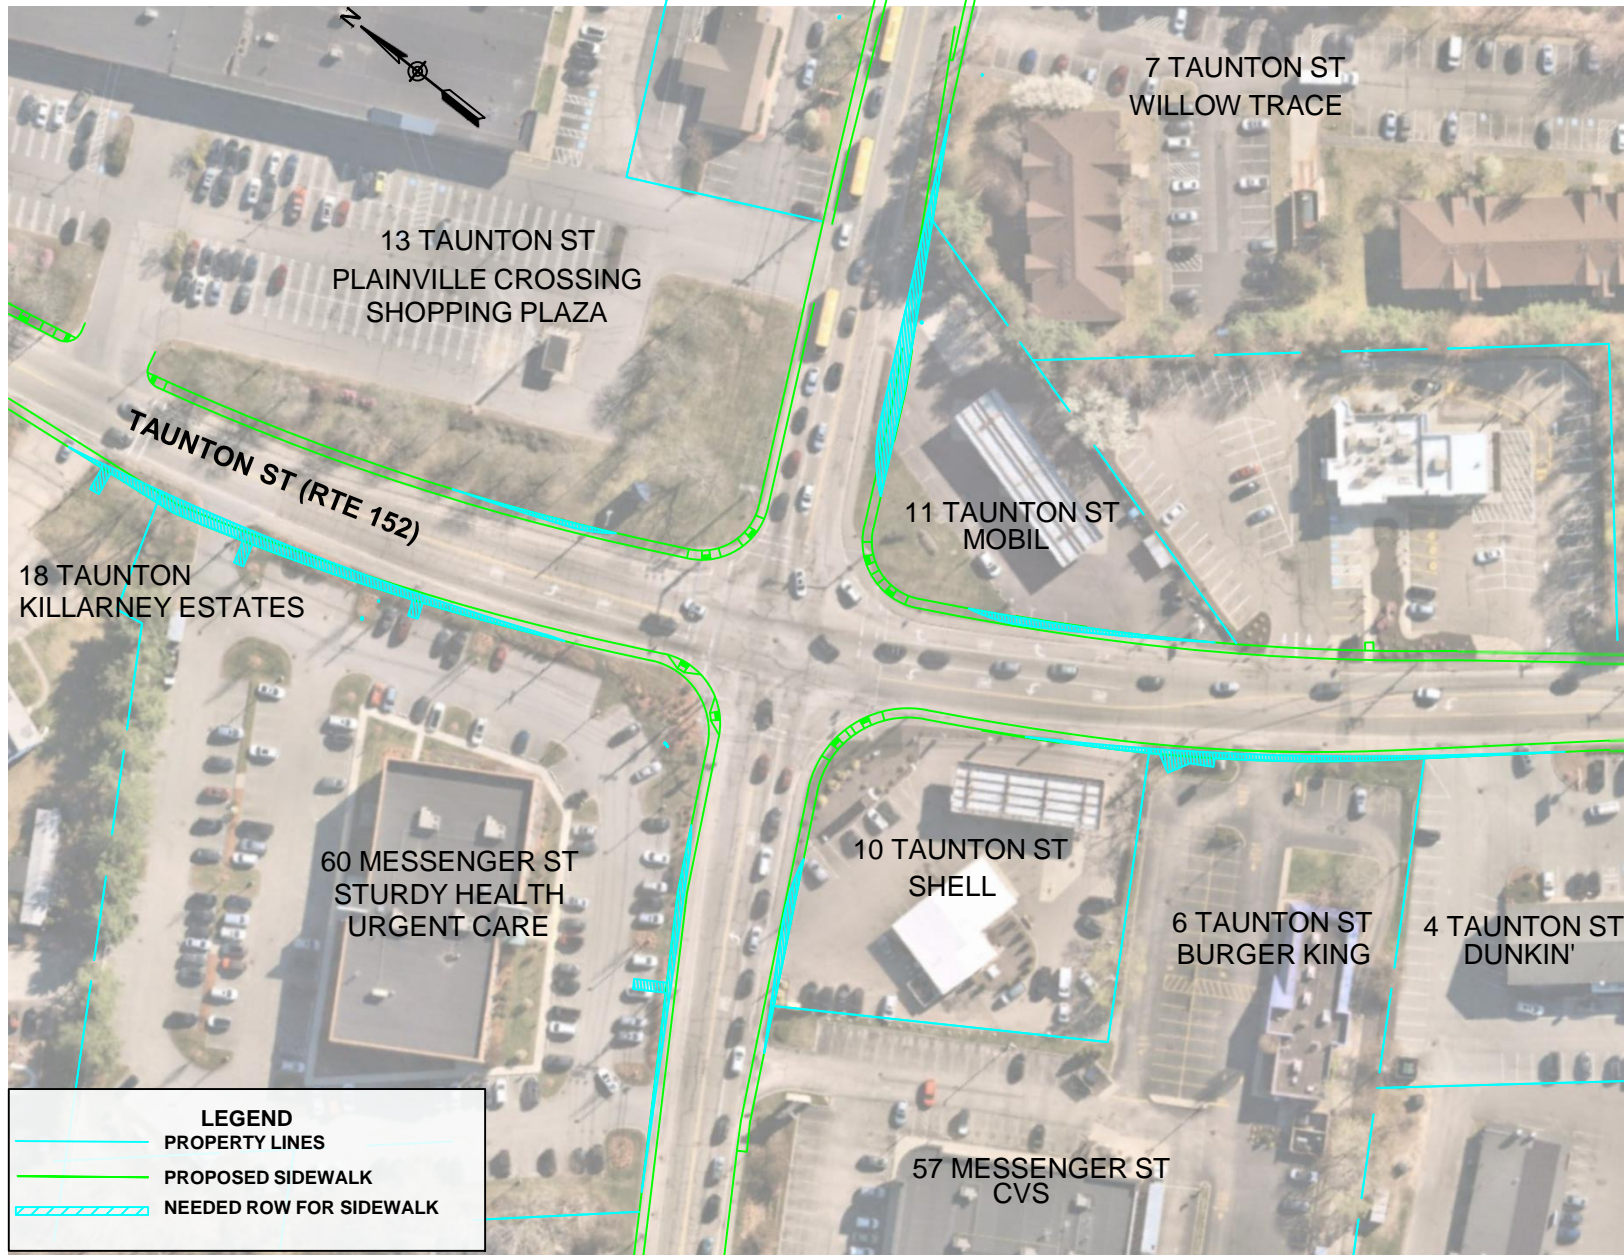 N
7 TAUNTON ST
WILLOW TRACE
13 TAUNTON ST
PLAINVILLE CROSSING
SHOPPING PLAZA
TAUNTON ST (RTE 152)
11 TAUNTON ST
MOBIL
18 TAUNTON
KILLARNEY ESTATES
60 MESSENGER ST
STURDY HEALTH
URGENT CARE
10 TAUNTON ST
SHELL
6 TAUNTON ST
BURGER KING
4 TAUNTON ST
DUNKIN'
57 MESSENGER ST
CVS
LEGEND
PROPERTY LINES
PROPOSED SIDEWALK
NEEDED ROW FOR SIDEWALK